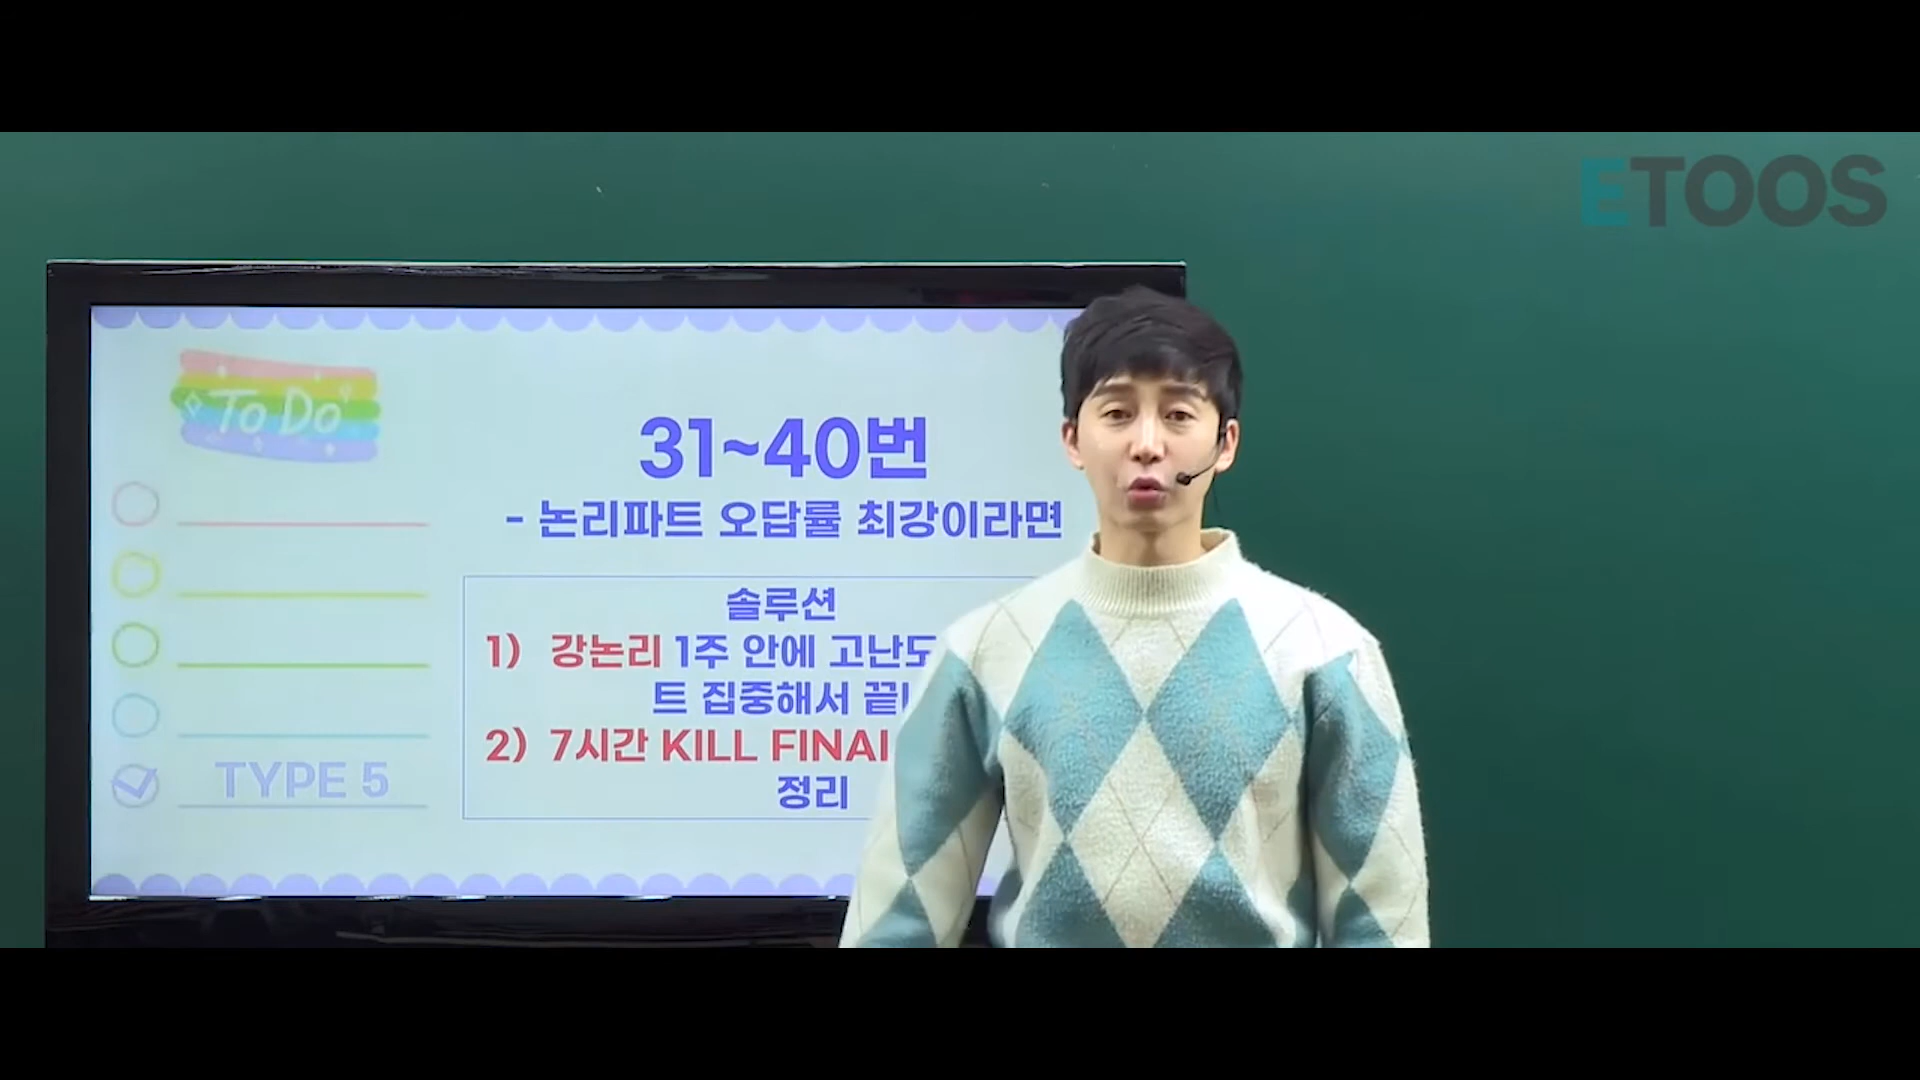 ETOOS
To Do
31~40번
- 논리파트 오답률 최강이라면
솔루션
1) 강논리 1주 안에 고난도
트 집중해서
2) 7시간 KILL
정리
TYPE 5